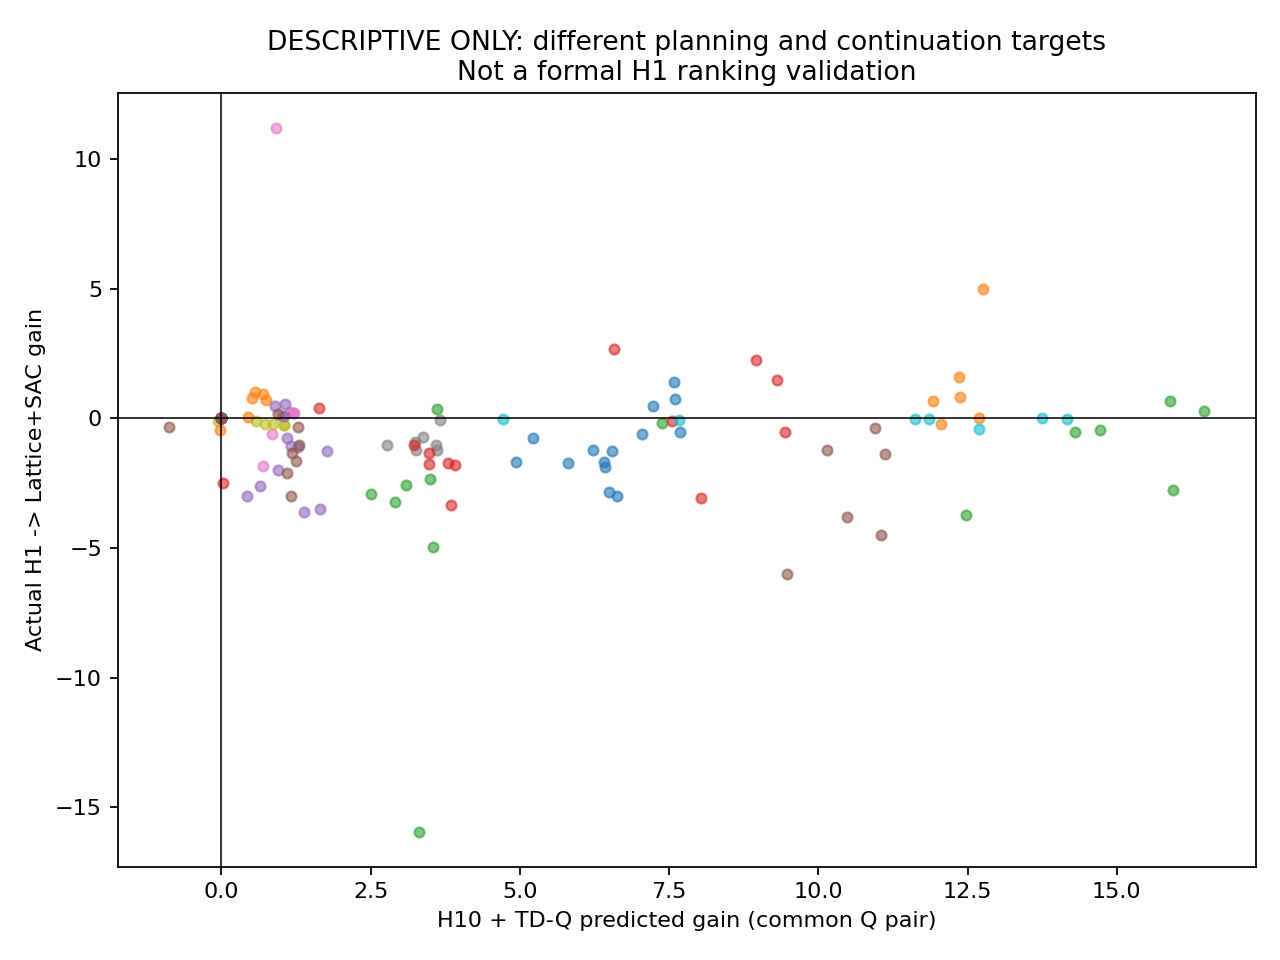 DESCRIPTIVE ONLY: different planning and continuation targets
Not a formal H1 ranking validation
Actual H1 -> Lattice+SAC gain
10
5
0
−5
−10
−15
0.0 2.5 5.0 7.5 10.0 12.5 15.0
H10 + TD-Q predicted gain (common Q pair)